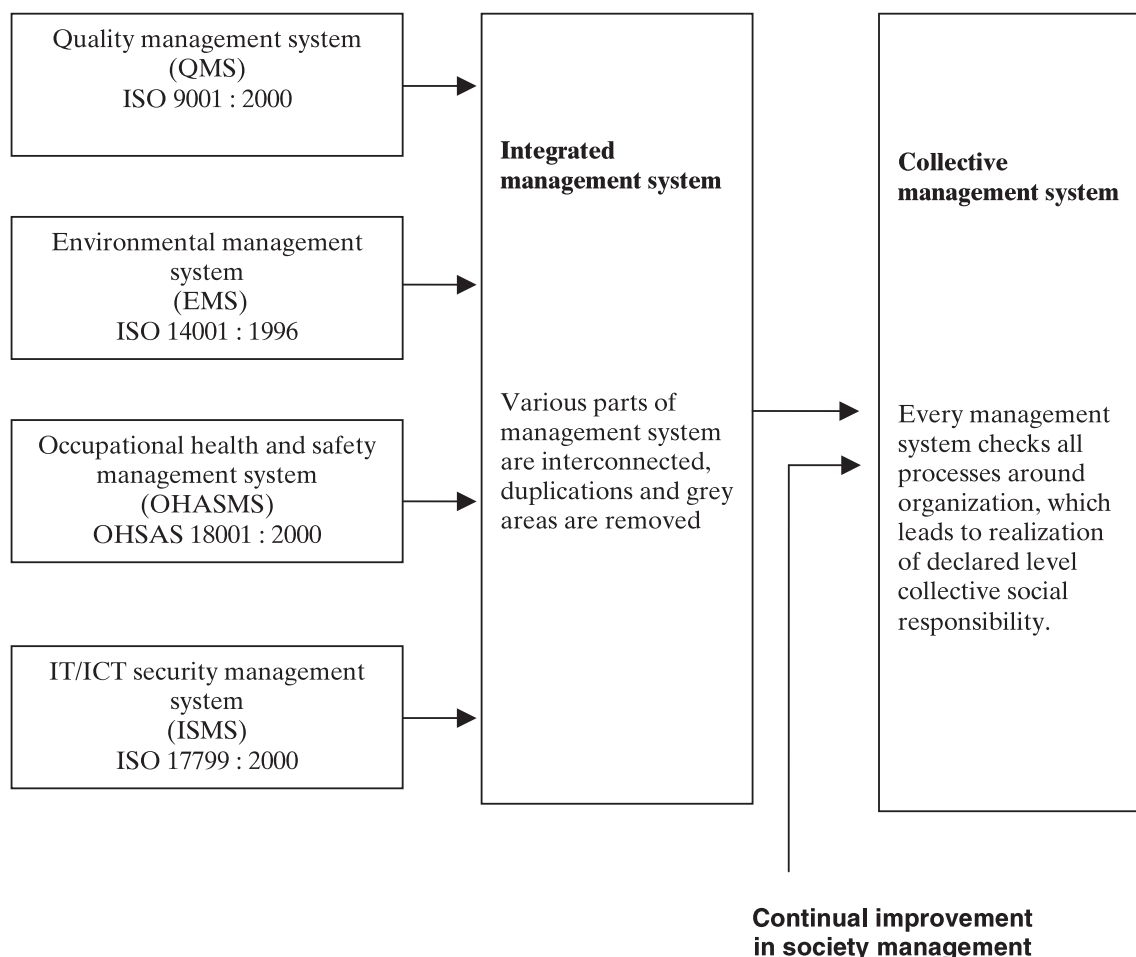 Quality management system
(QMS)
ISO 9001 : 2000
Environmental management
system
(EMS)
ISO 14001 : 1996
Occupational health and safety
management system
(OHASMS)
OHSAS 18001 : 2000
IT/ICT security management
system
(ISMS)
ISO 17799 : 2000
Integrated
management system
Various parts of
management system
are interconnected,
duplications and grey
areas are removed
Collective
management system
Every management
system checks all
processes around
organization, which
leads to realization
of declared level
collective social
responsibility.
Continual improvement
in society management